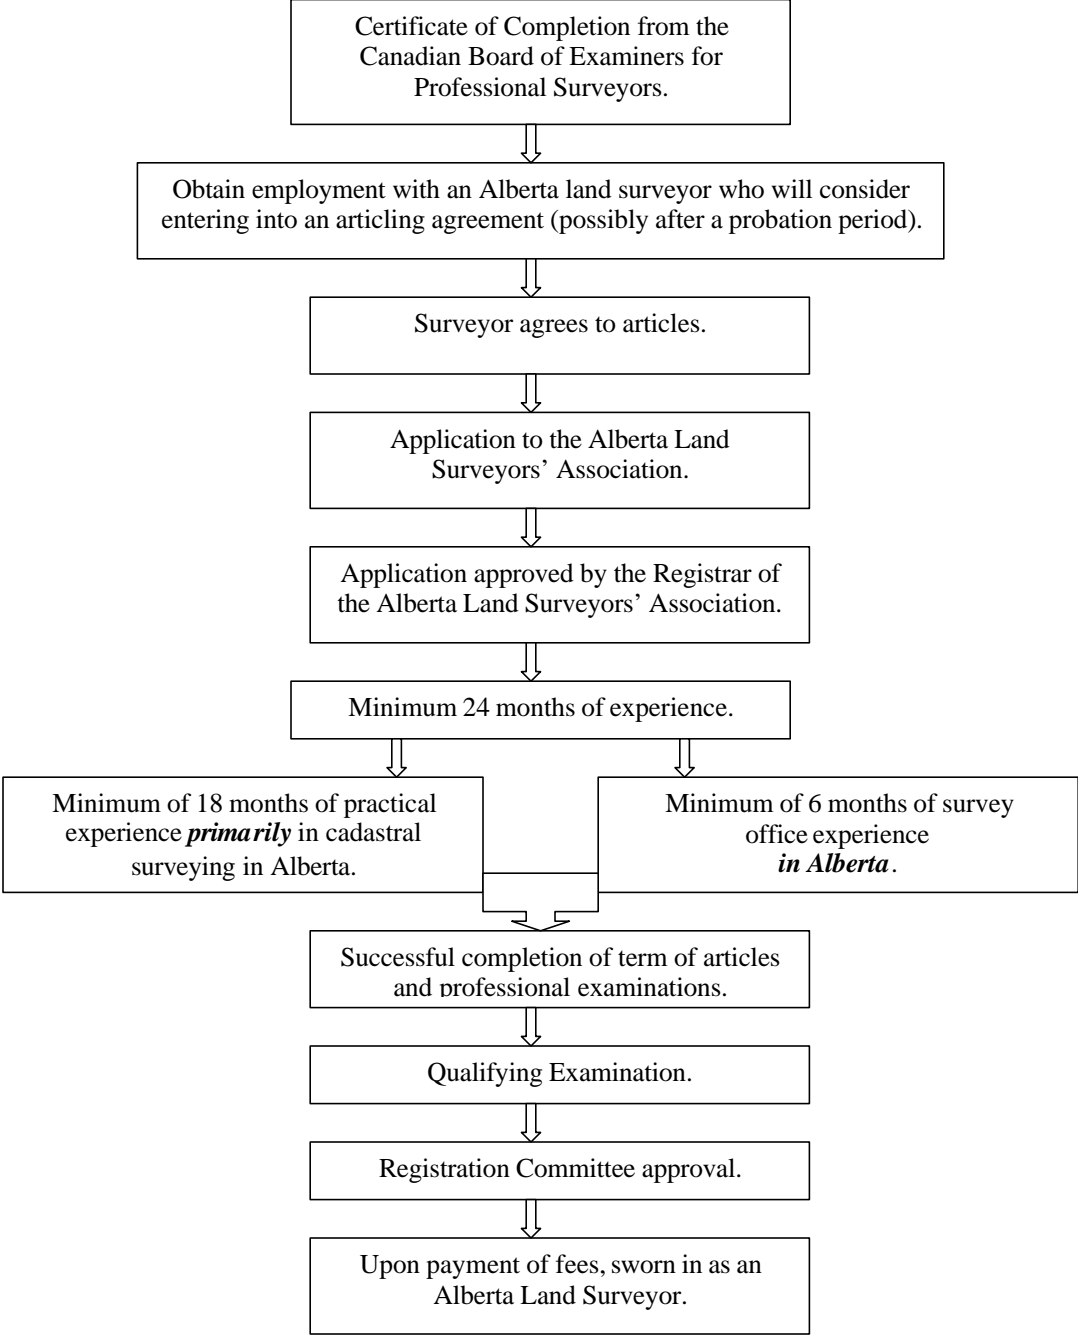 Certificate of Completion from the
Canadian Board of Examiners for
Professional Surveyors.
Obtain employment with an Alberta land surveyor who will consider
entering into an articling agreement (possibly after a probation period).
Surveyor agrees to articles.
Application to the Alberta Land
Surveyors’ Association.
Application approved by the Registrar of
the Alberta Land Surveyors’ Association.
Minimum 24 months of experience.
Minimum of 18 months of practical
experience primarily in cadastral
surveying in Alberta.
Minimum of 6 months of survey
office experience
in Alberta.
Successful completion of term of articles
and professional examinations.
Qualifying Examination.
Registration Committee approval.
Upon payment of fees, sworn in as an
Alberta Land Surveyor.